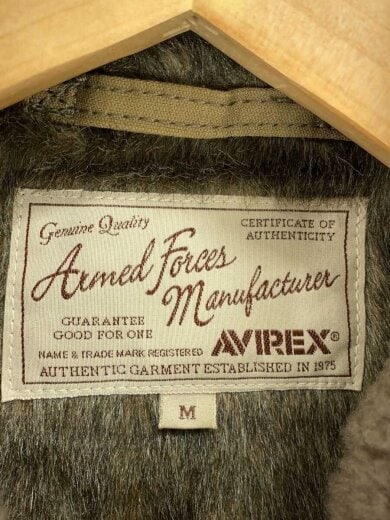 Genuine Quality
CERTIFICATE OF
AUTHENTICITY
Armed Forces
Manufacturer
GUARANTEE
GOOD FOR ONE
NAME & TRADE MARK REGISTERED
AVIREX®
AUTHENTIC GARMENT ESTABLISHED IN 1975
M